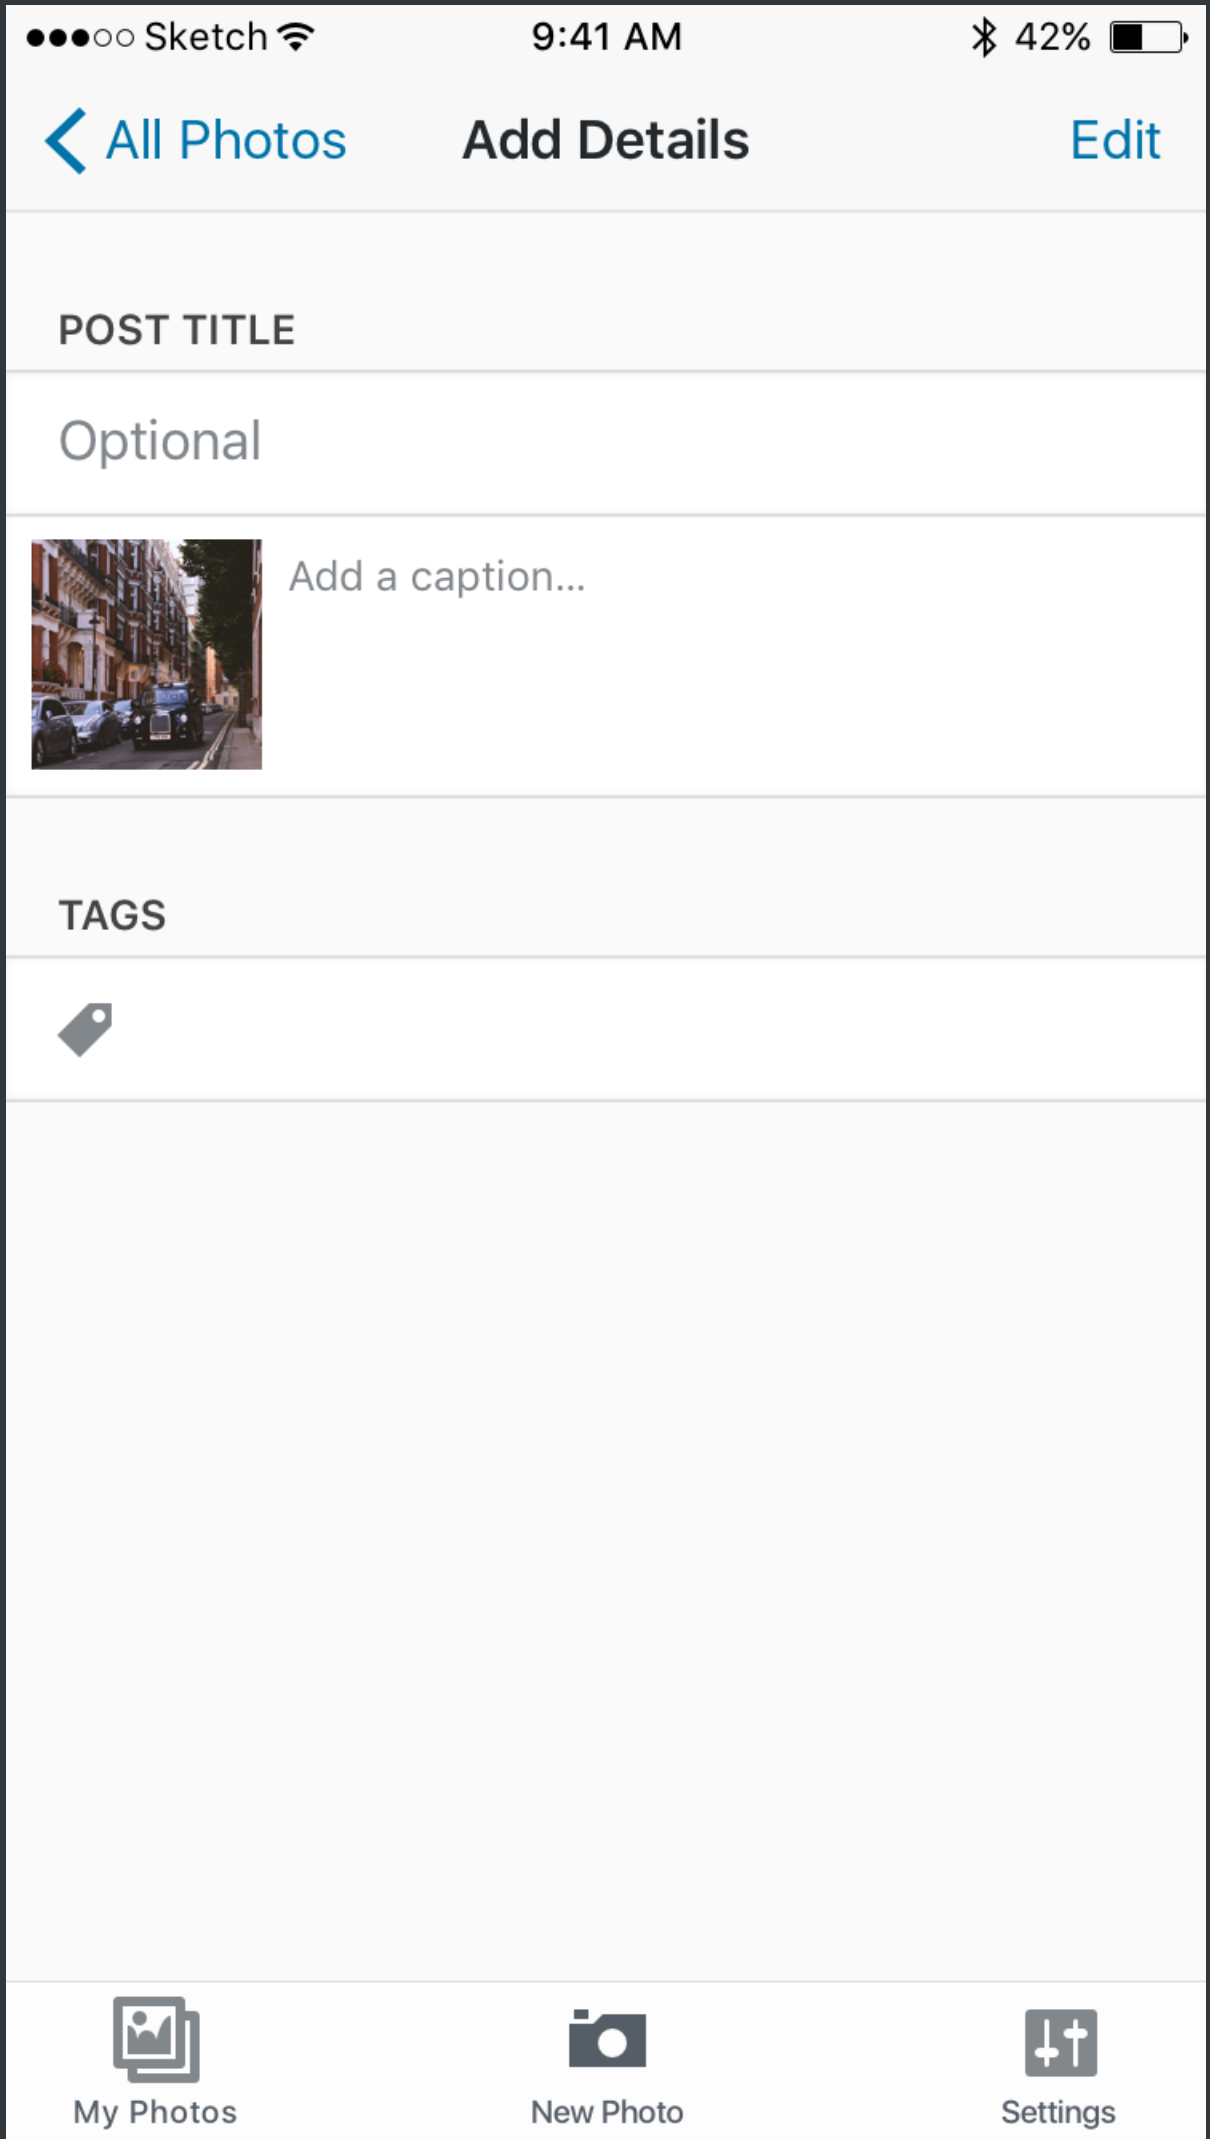 Sketch 9:41 AM 42%
All Photos Add Details Edit
POST TITLE
Optional
Add a caption...
TAGS
My Photos New Photo Settings